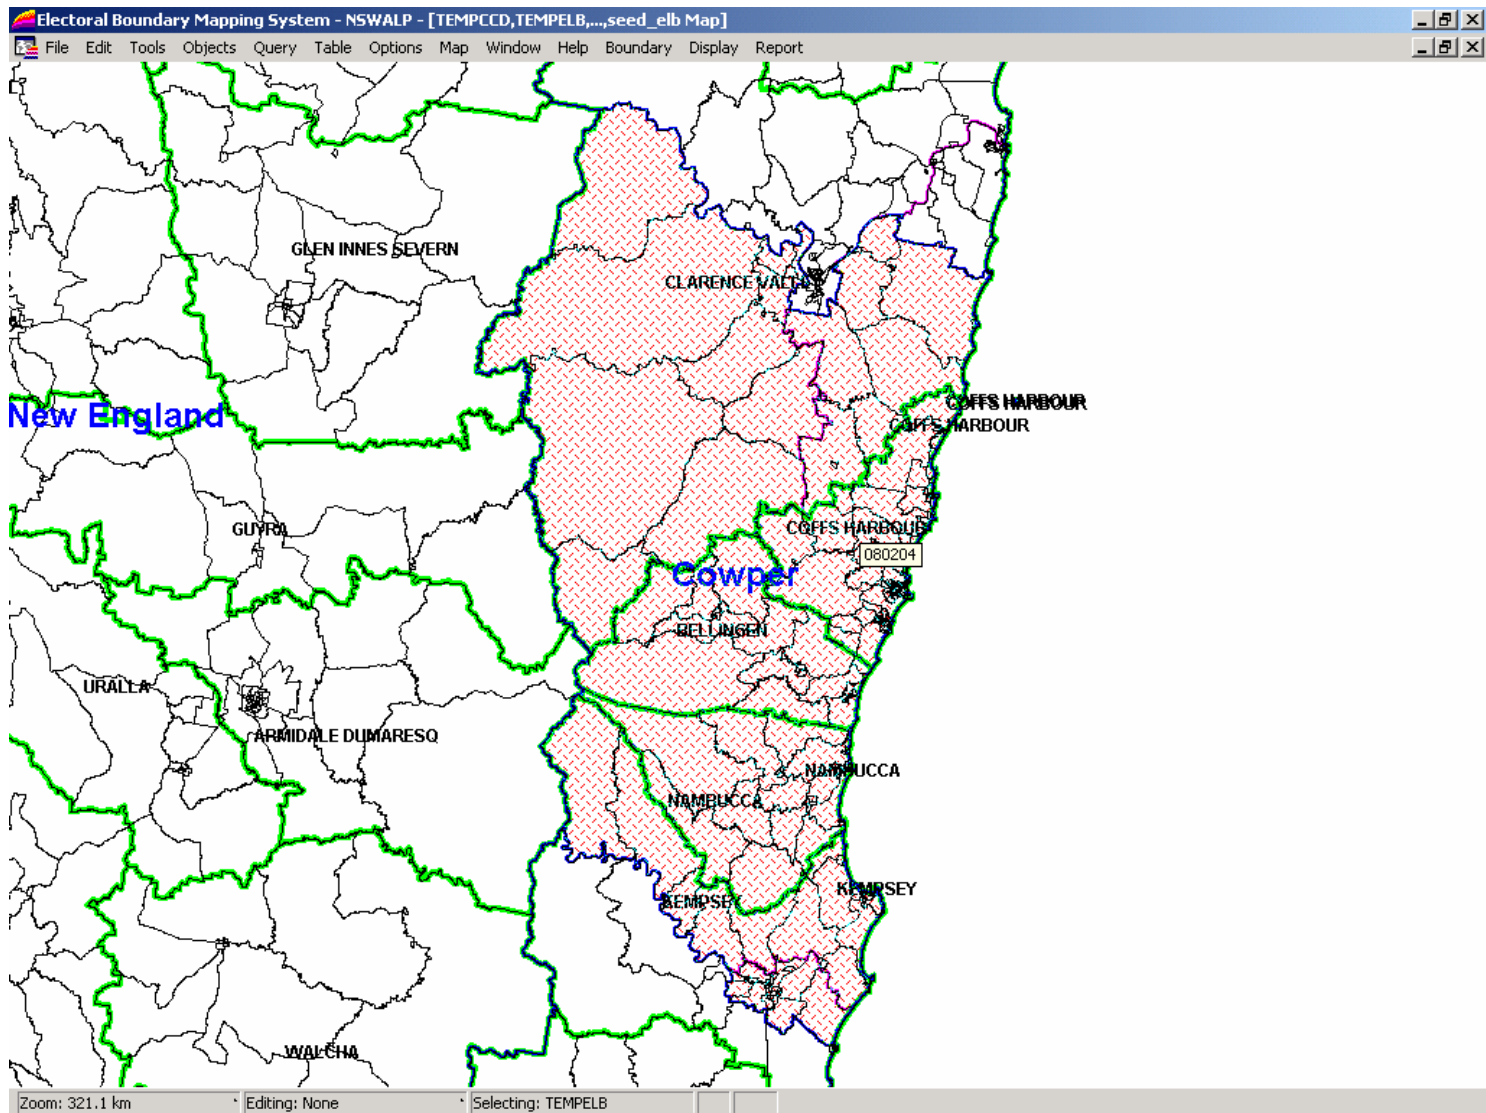 Electoral Boundary Mapping System - NSWALP - [TEMPCCD,TEMPELB,...,seed_elb Map]
File Edit Tools Objects Query Table Options Map Window Help Boundary Display Report
GLEN INNES SEVERN
CLARENCE VALLEY
New England
COFFS HARBOUR
COFFS HARBOUR
COFFS HARBOUR
GUYRA
COFFS HARBOUR
080204
Cowper
BELLINGEN
URALLA
ARMIDALE DUMARESQ
NAMBUCCA
NAMBUCCA
KEMPSEY
KEMPSEY
WALCHA
Zoom: 321.1 km Editing: None Selecting: TEMPELB